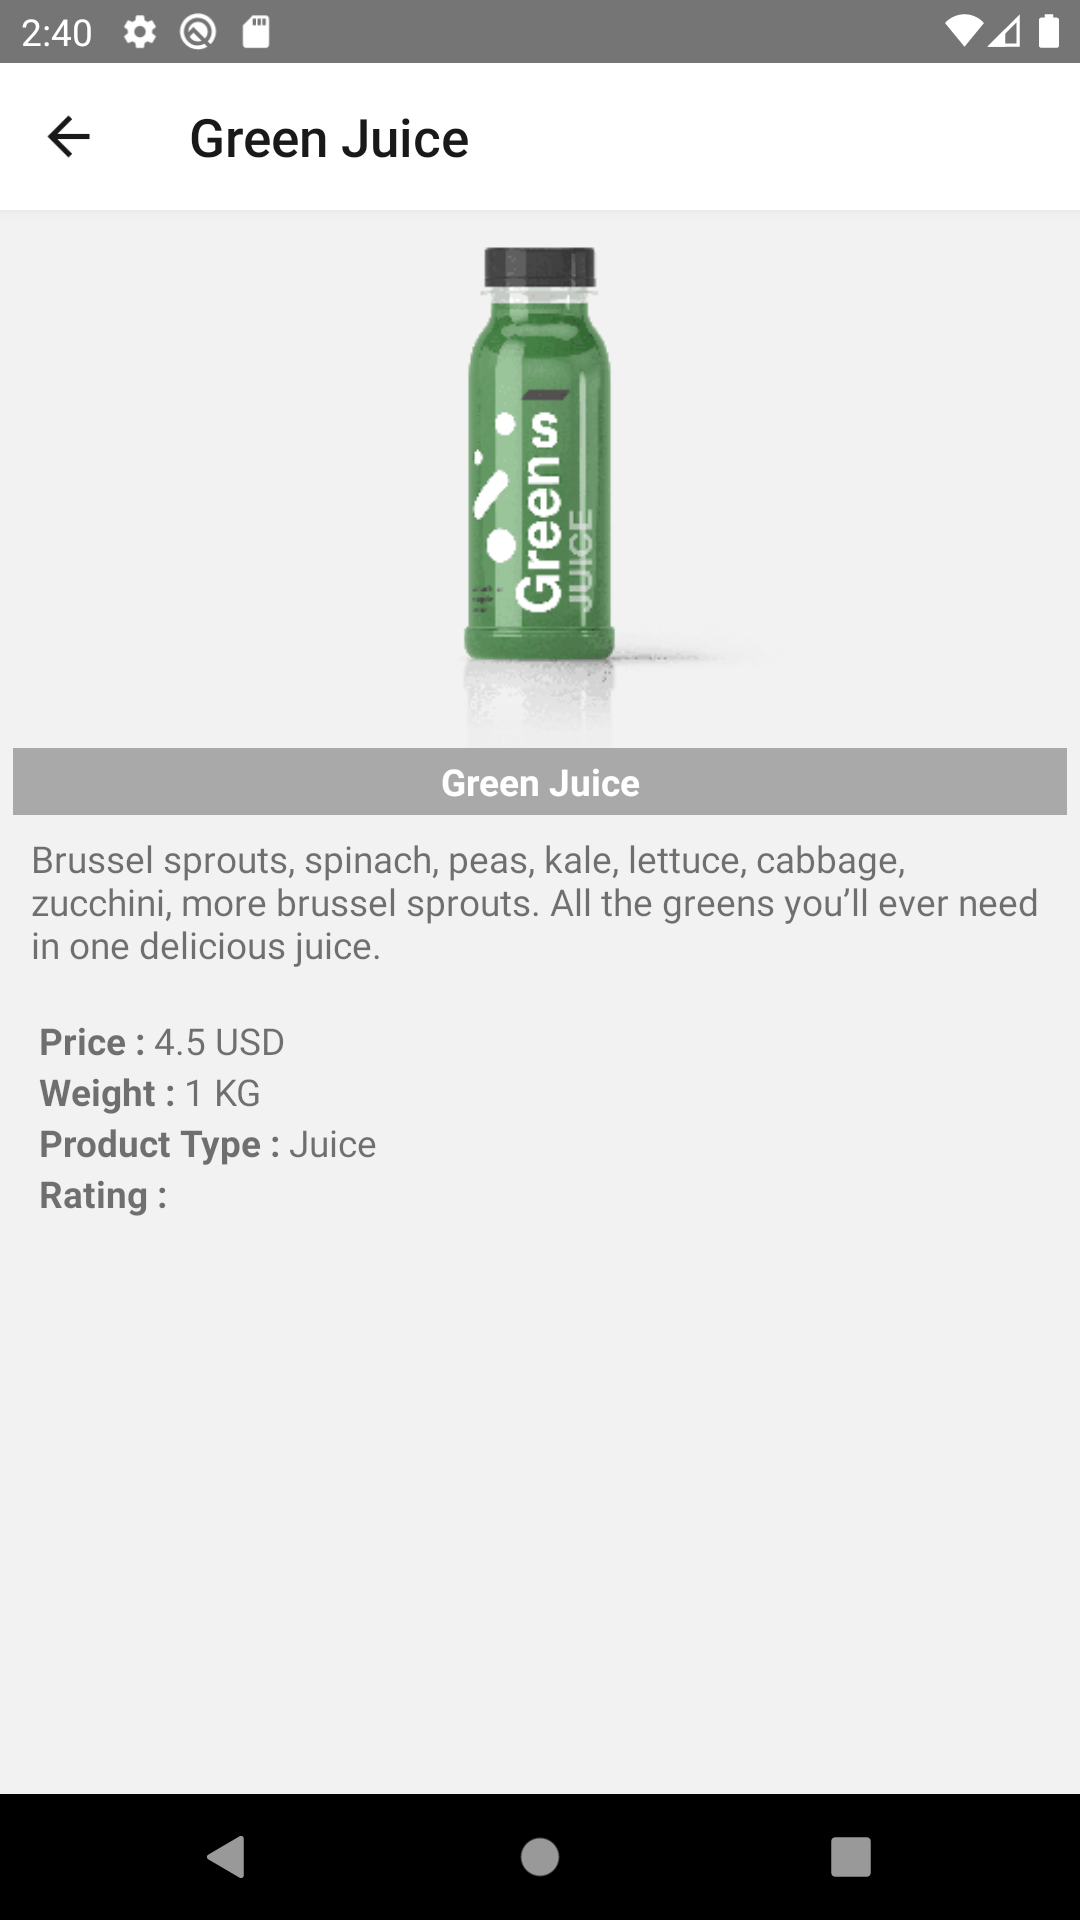 2:40
Green Juice
Greens
JUICE
Green Juice
Brussel sprouts, spinach, peas, kale, lettuce, cabbage,
zucchini, more brussel sprouts. All the greens you’ll ever need
in one delicious juice.
Price : 4.5 USD
Weight : 1 KG
Product Type : Juice
Rating :